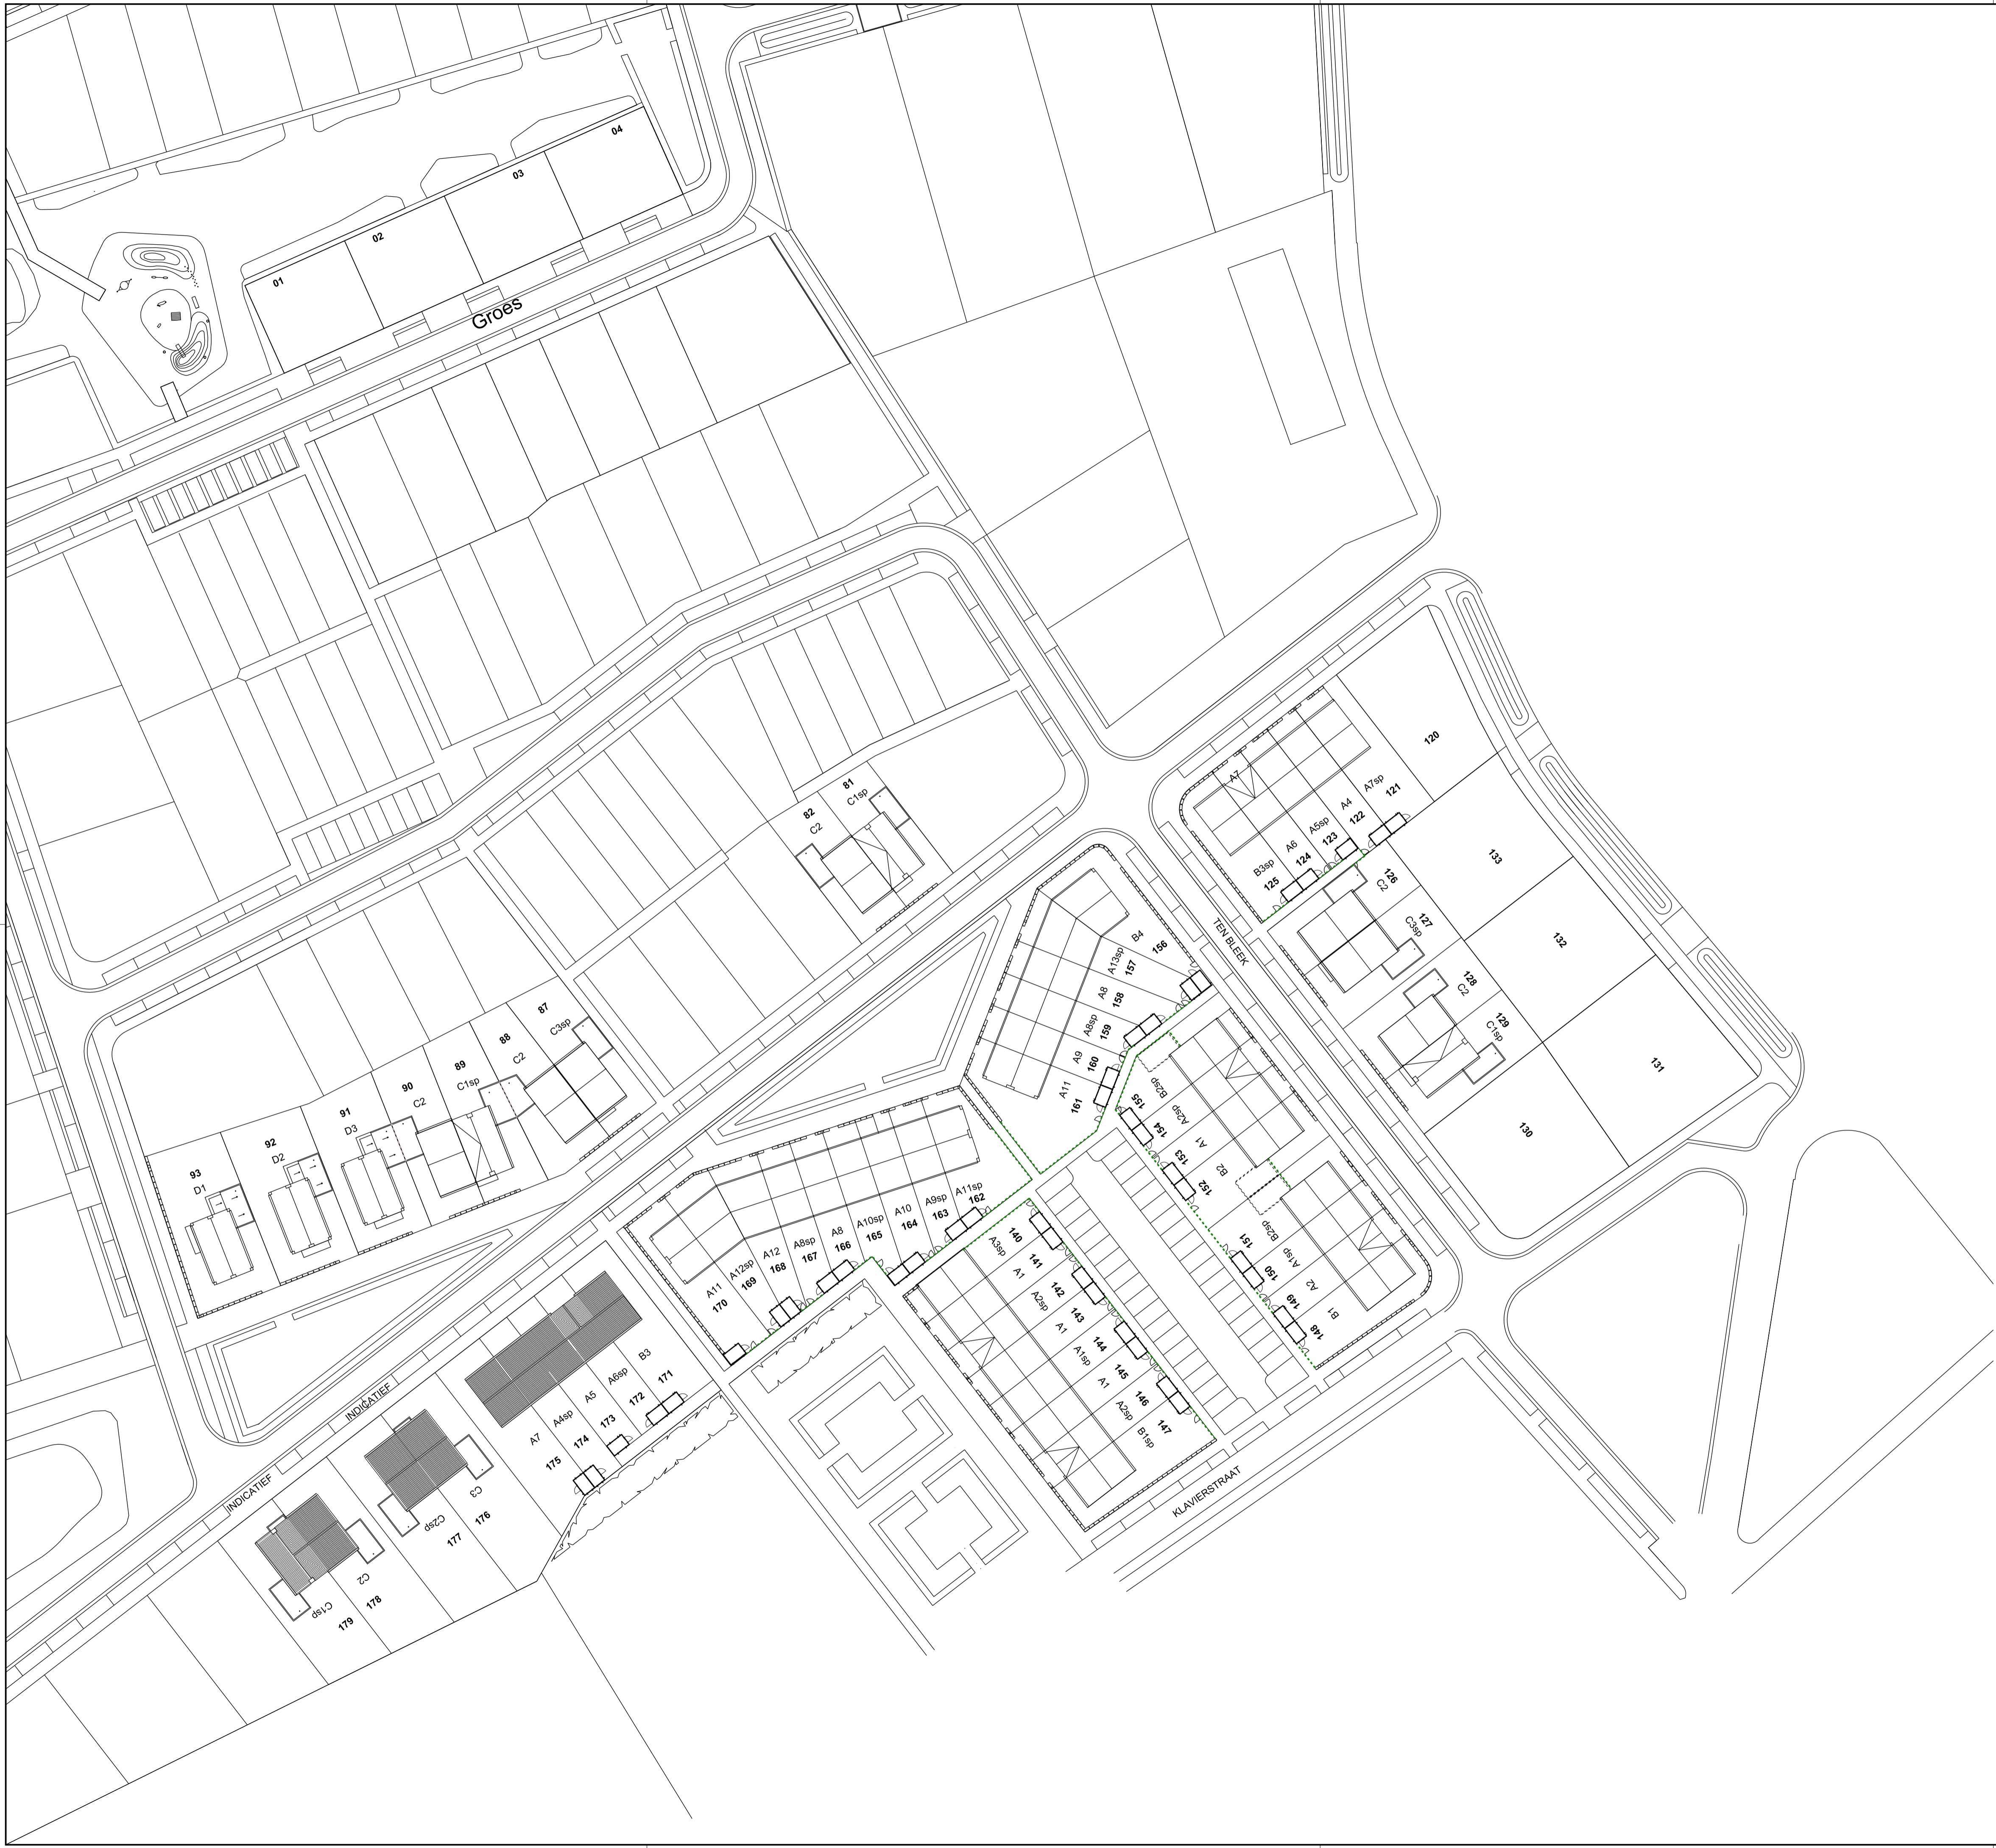 04
03
02
01
Groes
120
A7
A7sp
121
A4
122
A5sp
123
A6
124
B3sp
125
81
C1sp
82
C2
133
126
C2
127
C3sp
TEN BLEEK
132
128
C2
129
C1sp
131
130
B4
156
A13sp
157
A8
158
A8sp
159
A9
160
A11
161
87
C3sp
88
C2
89
C1sp
90
C2
91
D3
92
D2
93
D1
B2sp
155
A2sp
154
A1
153
B2
152
B2sp
151
A1sp
150
A2
149
B1
148
A11sp
162
A9sp
163
A10
164
A10sp
165
A8
166
A8sp
167
A12
168
A12sp
169
A11
170
140
A3sp
141
A1
142
A2sp
143
A1
144
A1sp
145
A1
146
A2sp
147
B1sp
B3
171
A6sp
172
A5
173
A4sp
174
A7
175
INDICATIEF
INDICATIEF
KLAVIERSTRAAT
C3
176
C2sp
177
C2
178
C1sp
179